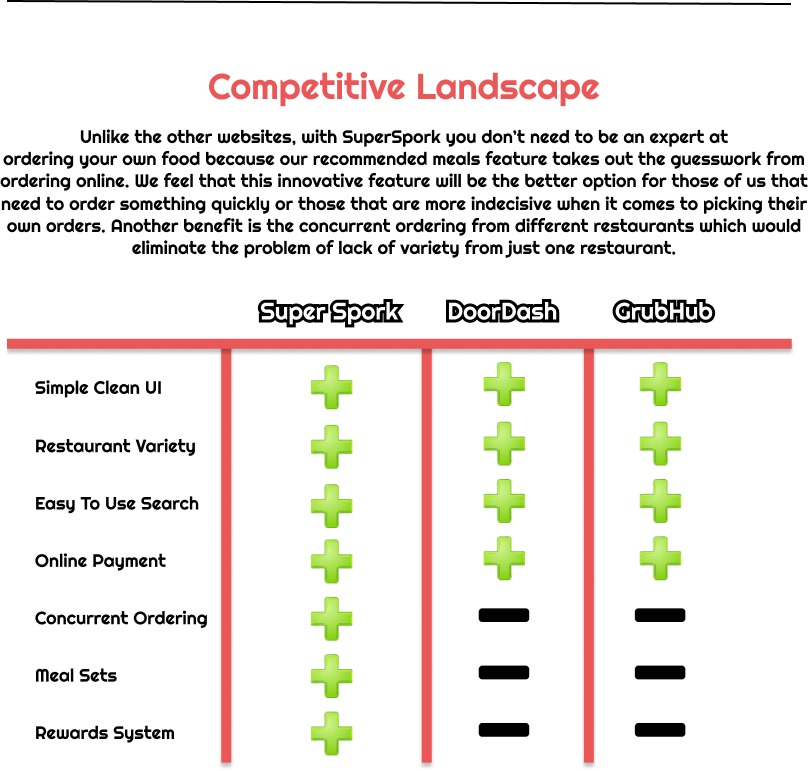 Competitive Landscape
Unlike the other websites, with SuperSpork you don't need to be an expert at
ordering your own food because our recommended meals feature takes out the guesswork from
ordering online. We feel that this innovative feature will be the better option for those of us that
need to order something quickly or those that are more indecisive when it comes to picking their
own orders. Another benefit is the concurrent ordering from different restaurants which would
eliminate the problem of lack of variety from just one restaurant.
Super Spork DoorDash GrubHub
Simple Clean UI
Restaurant Variety
Easy To Use Search
Online Payment
Concurrent Ordering
Meal Sets
Rewards System